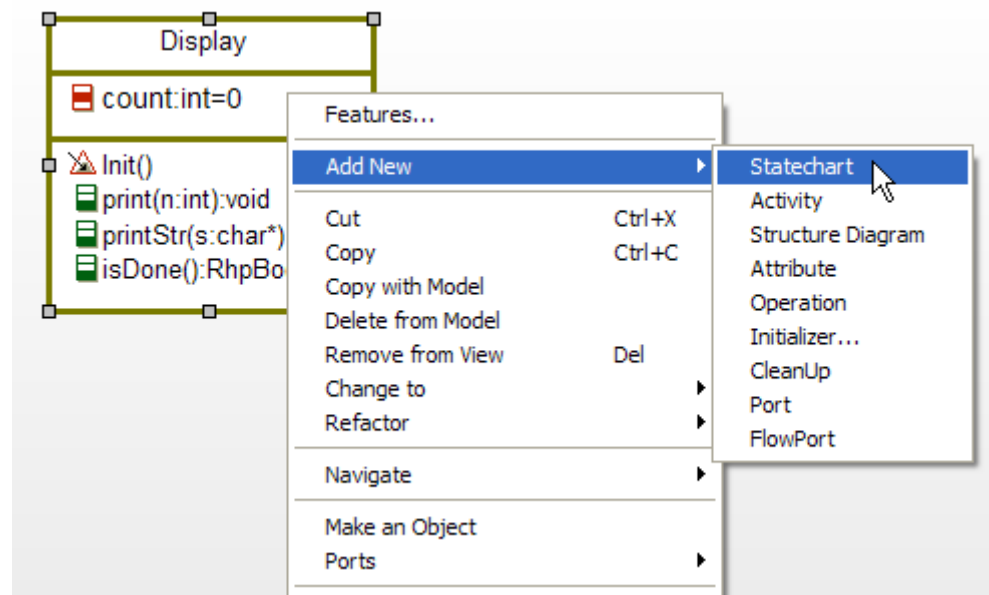 Display
count:int=0
Init()
print(n:int):void
printStr(s:char*)
isDone():RhpBo
Features...
Add New
Cut Ctrl+X
Copy Ctrl+C
Copy with Model
Delete from Model
Remove from View Del
Change to
Refactor
Navigate
Make an Object
Ports
Statechart
Activity
Structure Diagram
Attribute
Operation
Initializer...
CleanUp
Port
FlowPort